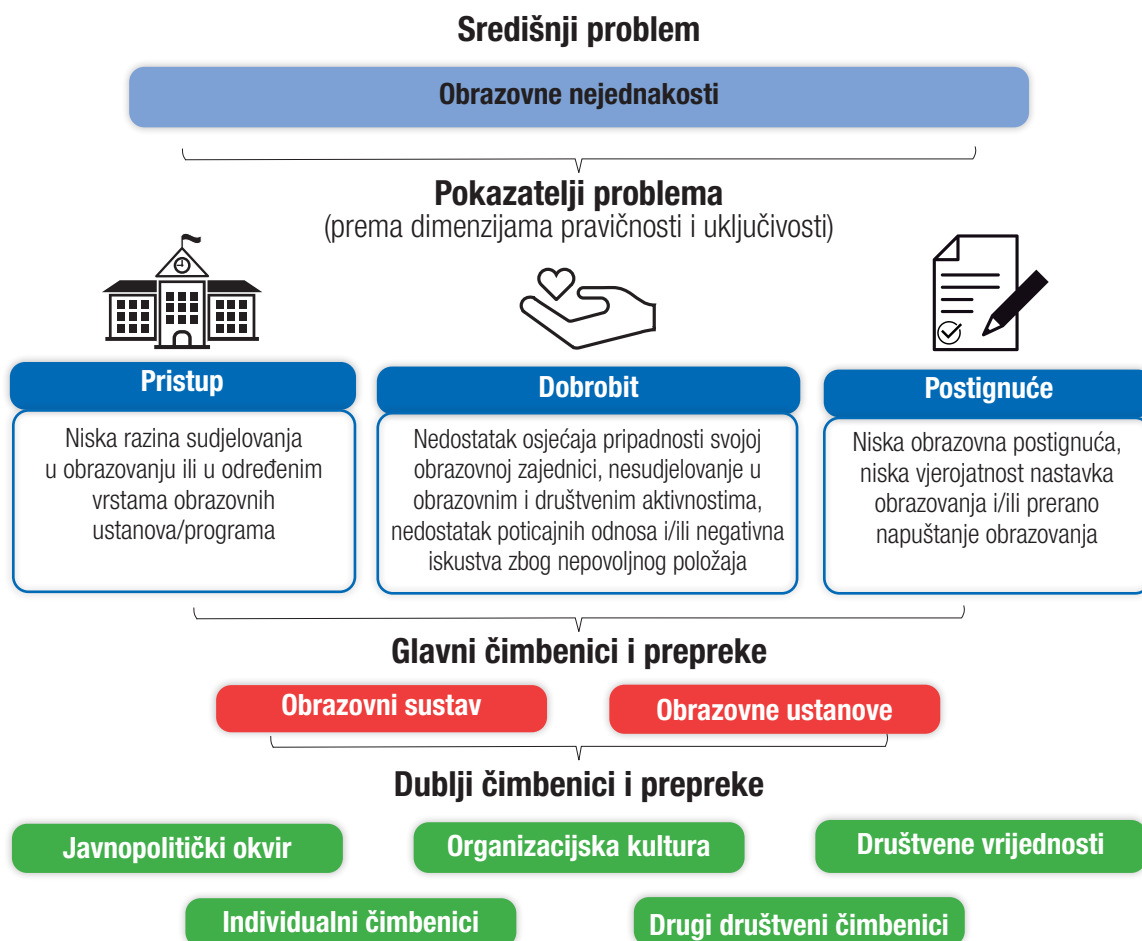 Središnji problem
Obrazovne nejednakosti
Pokazatelji problema
(prema dimenzijama pravičnosti i uključivosti)
Pristup
Niska razina sudjelovanja
u obrazovanju ili u određenim
vrstama obrazovnih
ustanova/programa
Dobrobit
Nedostatak osjećaja pripadnosti svojoj
obrazovnoj zajednici, nesudjelovanje u
obrazovnim i društvenim aktivnostima,
nedostatak poticajnih odnosa i/ili negativna
iskustva zbog nepovoljnog položaja
Postignuće
Niska obrazovna postignuća,
niska vjerojatnost nastavka
obrazovanja i/ili prerano
napuštanje obrazovanja
Glavni čimbenici i prepreke
Obrazovni sustav
Obrazovne ustanove
Dublji čimbenici i prepreke
Javnopolitički okvir
Organizacijska kultura
Društvene vrijednosti
Individualni čimbenici
Drugi društveni čimbenici